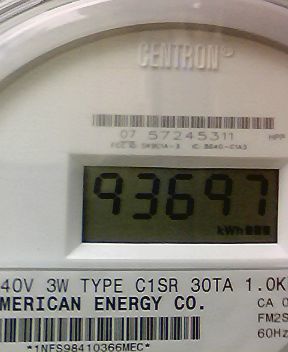 CENTRON®
07 57245311
93697
kWh
40V 3W TYPE C1SR 30TA 1.0K
MERICAN ENERGY CO.
CA 0
FM2S
60Hz
*1NFS98410366MEC*